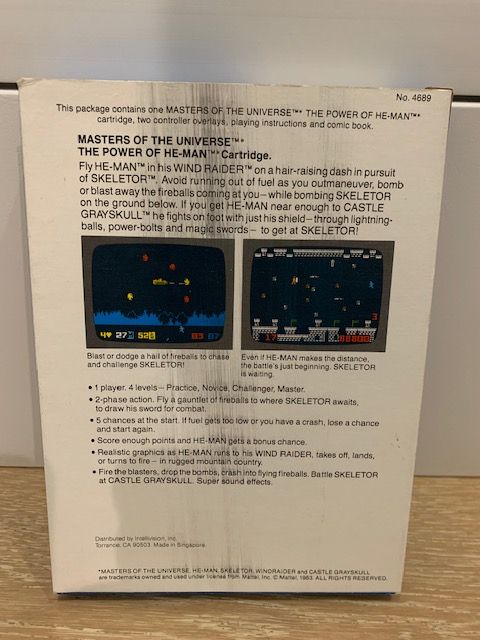 No. 4689
This package contains one MASTERS OF THE UNIVERSE™* THE POWER OF HE-MAN™*
cartridge, two controller overlays, playing instructions and comic book.
MASTERS OF THE UNIVERSE™*
THE POWER OF HE-MAN™* Cartridge.
Fly HE-MAN™ in his WIND RAIDER™ on a hair-raising dash in pursuit
of SKELETOR™. Avoid running out of fuel as you outmaneuver, bomb
or blast away the fireballs coming at you—while bombing SKELETOR
on the ground below. If you get HE-MAN near enough to CASTLE
GRAYSKULL™ he fights on foot with just his shield—through lightning-
balls, power-bolts and magic swords— to get at SKELETOR!
Blast or dodge a hail of fireballs to chase
and challenge SKELETOR!
Even if HE-MAN makes the distance,
the battle's just beginning. SKELETOR
is waiting.
• 1 player. 4 levels— Practice, Novice, Challenger, Master.
• 2-phase action. Fly a gauntlet of fireballs to where SKELETOR awaits,
to draw his sword for combat.
• 5 chances at the start. If fuel gets too low or you have a crash, lose a chance
and start again.
• Score enough points and HE-MAN gets a bonus chance.
• Realistic graphics as HE-MAN runs to his WIND RAIDER, takes off, lands,
or turns to fire— in rugged mountain country.
• Fire the blasters, drop the bombs, crash into flying fireballs. Battle SKELETOR
at CASTLE GRAYSKULL. Super sound effects.
Distributed by Intellivision, Inc.
Torrance, CA 90503. Made in Singapore.
*MASTERS OF THE UNIVERSE, HE-MAN, SKELETOR, WINDRAIDER and CASTLE GRAYSKULL
are trademarks owned and used under license from Mattel, Inc. © Mattel, 1983. ALL RIGHTS RESERVED.